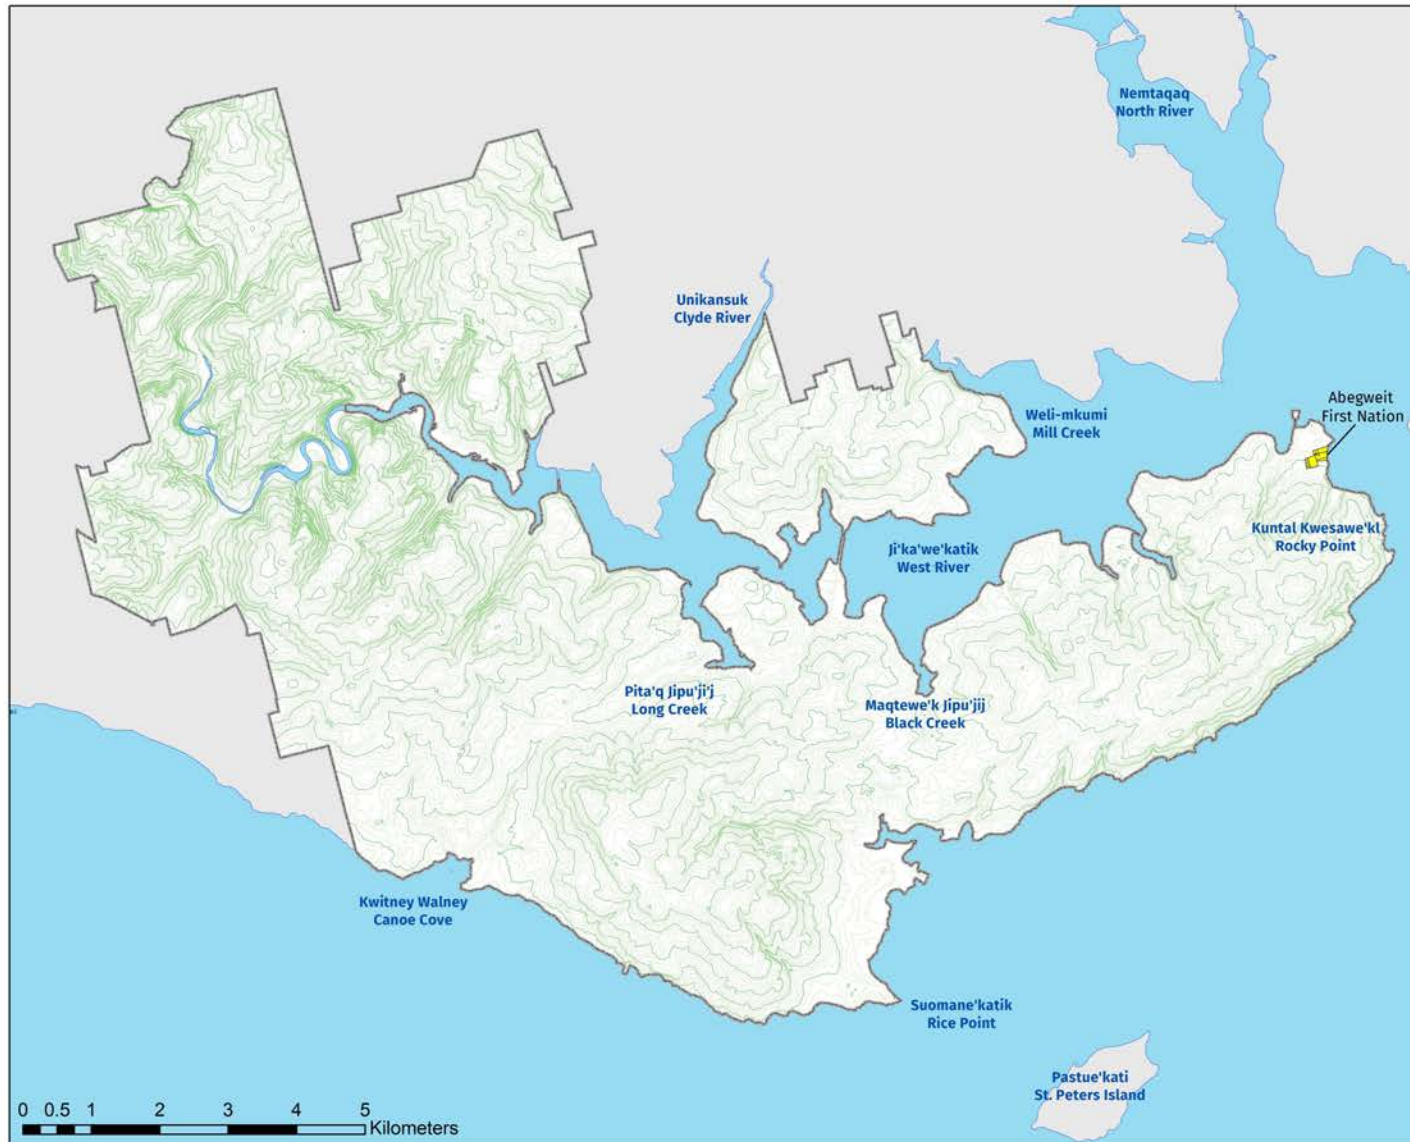 Nemtaqaq
North River
Unikansuk
Clyde River
Abegweit
First Nation
Weli-mkumi
Mill Creek
Kuntal Kwesawe'kl
Rocky Point
Ji'ka'we'katik
West River
Pita'q Jipu'ji'j
Long Creek
Maqtewe'k Jipu'jij
Black Creek
Kwitney Walney
Canoe Cove
Suomane'katik
Rice Point
Pastue'kati
St. Peters Island
0 0.5 1 2 3 4 5
Kilometers